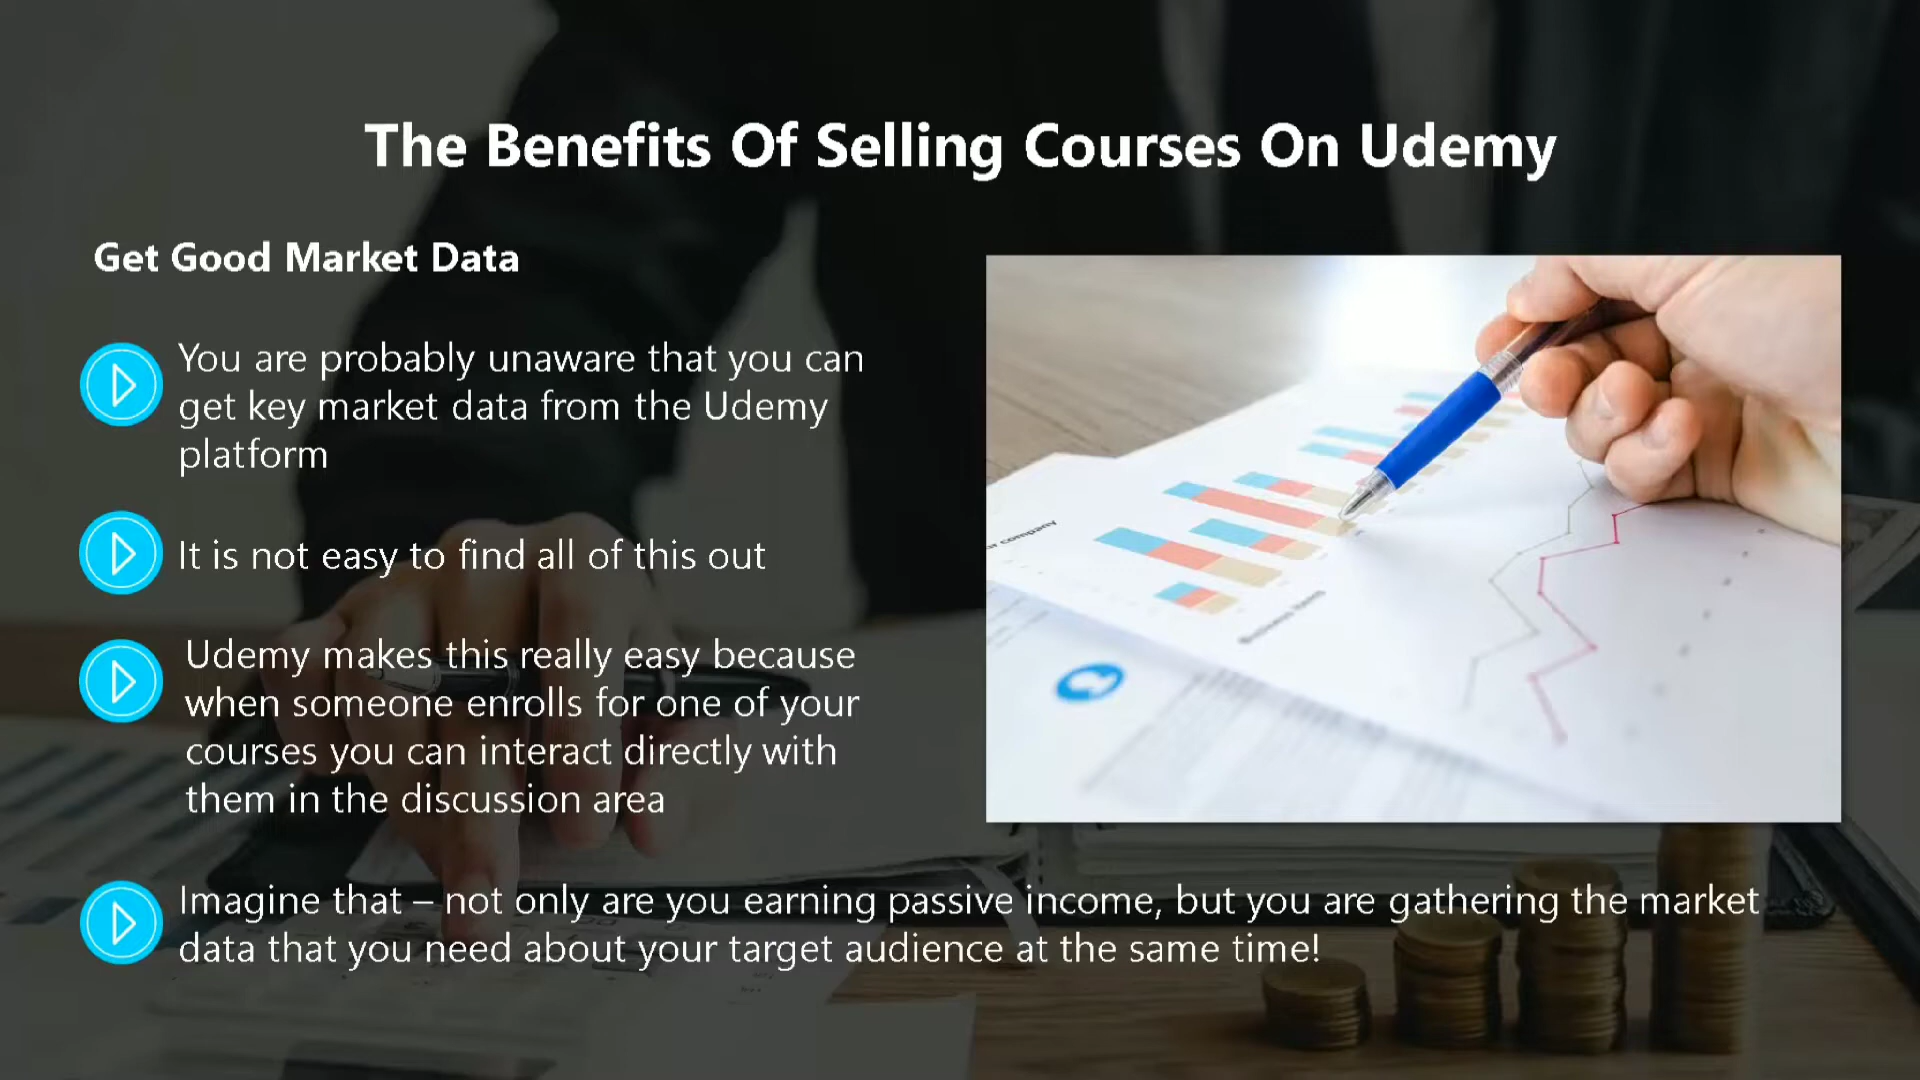 The Benefits Of Selling Courses On Udemy
Get Good Market Data
You are probably unaware that you can
get key market data from the Udemy
platform
It is not easy to find all of this out
Udemy makes this really easy because
when someone enrolls for one of your
courses you can interact directly with
them in the discussion area
Imagine that – not only are you earning passive income, but you are gathering the market
data that you need about your target audience at the same time!
company